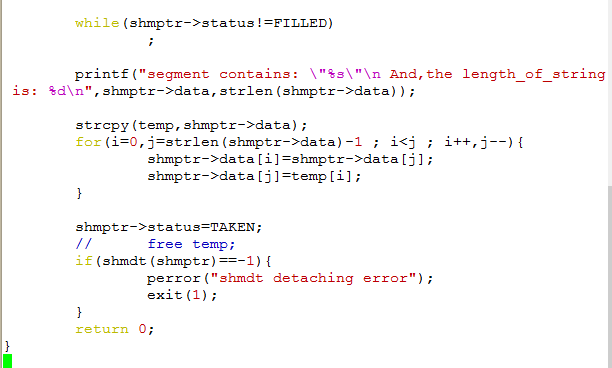 while(shmptr->status!=FILLED)
;
printf("segment contains: \"%s\"\n And,the length_of_string
is: %d\n",shmptr->data,strlen(shmptr->data));
strcpy(temp,shmptr->data);
for(i=0,j=strlen(shmptr->data)-1 ; i<j ; i++,j--){
shmptr->data[i]=shmptr->data[j];
shmptr->data[j]=temp[i];
}
shmptr->status=TAKEN;
// free temp;
if(shmdt(shmptr)==-1){
perror("shmdt detaching error");
exit(1);
}
return 0;
}